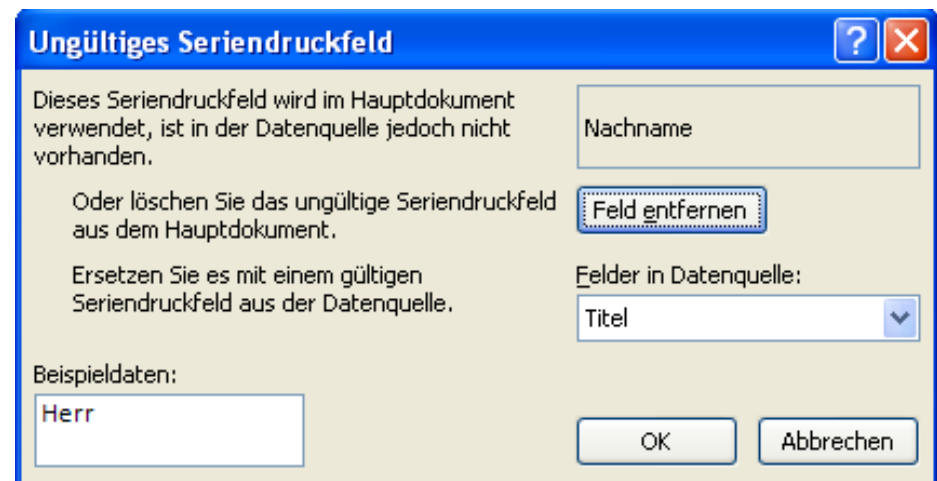 Ungültiges Seriendruckfeld
Dieses Seriendruckfeld wird im Hauptdokument
verwendet, ist in der Datenquelle jedoch nicht
vorhanden.
Nachname
Oder löschen Sie das ungültige Seriendruckfeld
aus dem Hauptdokument.
Feld entfernen
Ersetzen Sie es mit einem gültigen
Seriendruckfeld aus der Datenquelle.
Felder in Datenquelle:
Titel
Beispieldaten:
Herr
OK
Abbrechen